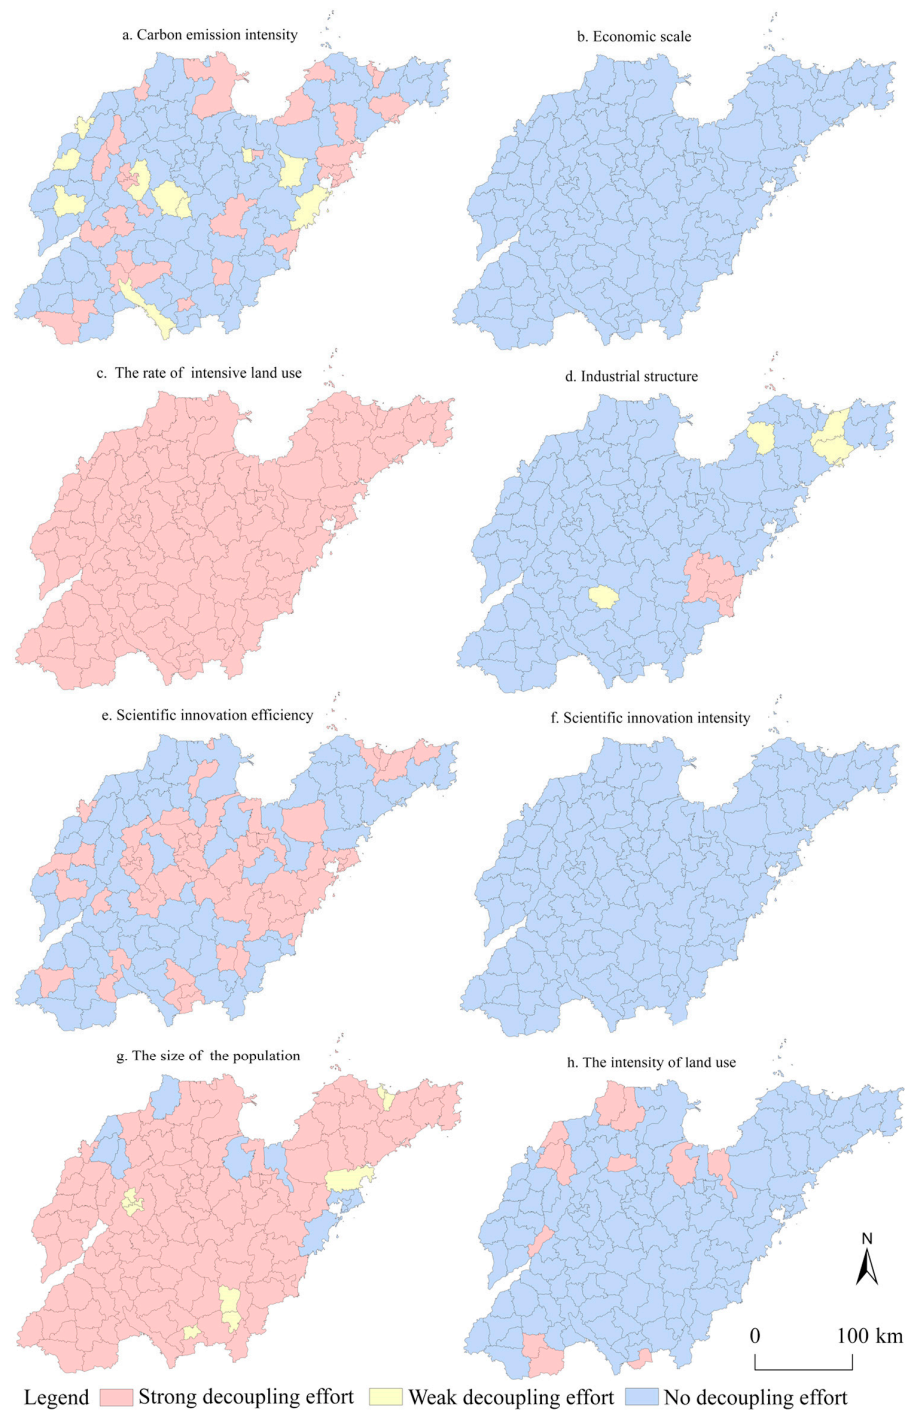 a. Carbon emission intensity
b. Economic scale
c. The rate of intensive land use
d. Industrial structure
e. Scientific innovation efficiency
f. Scientific innovation intensity
g. The size of the population
h. The intensity of land use
N
0 100 km
Legend Strong decoupling effort Weak decoupling effort No decoupling effort